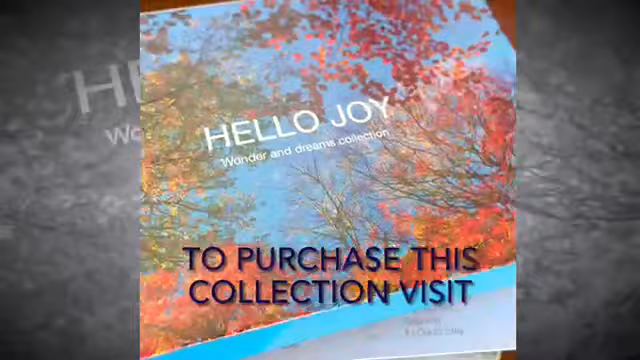 HELLO JOY
Wonder and dreams collection
TO PURCHASE THIS
COLLECTION VISIT